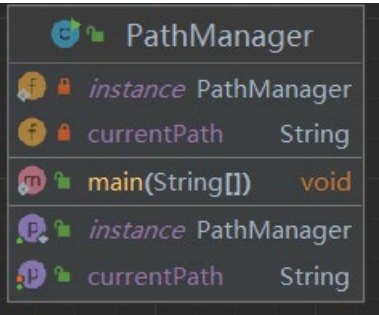 PathManager
instance PathManager
currentPath String
main(String[]) void
instance PathManager
currentPath String